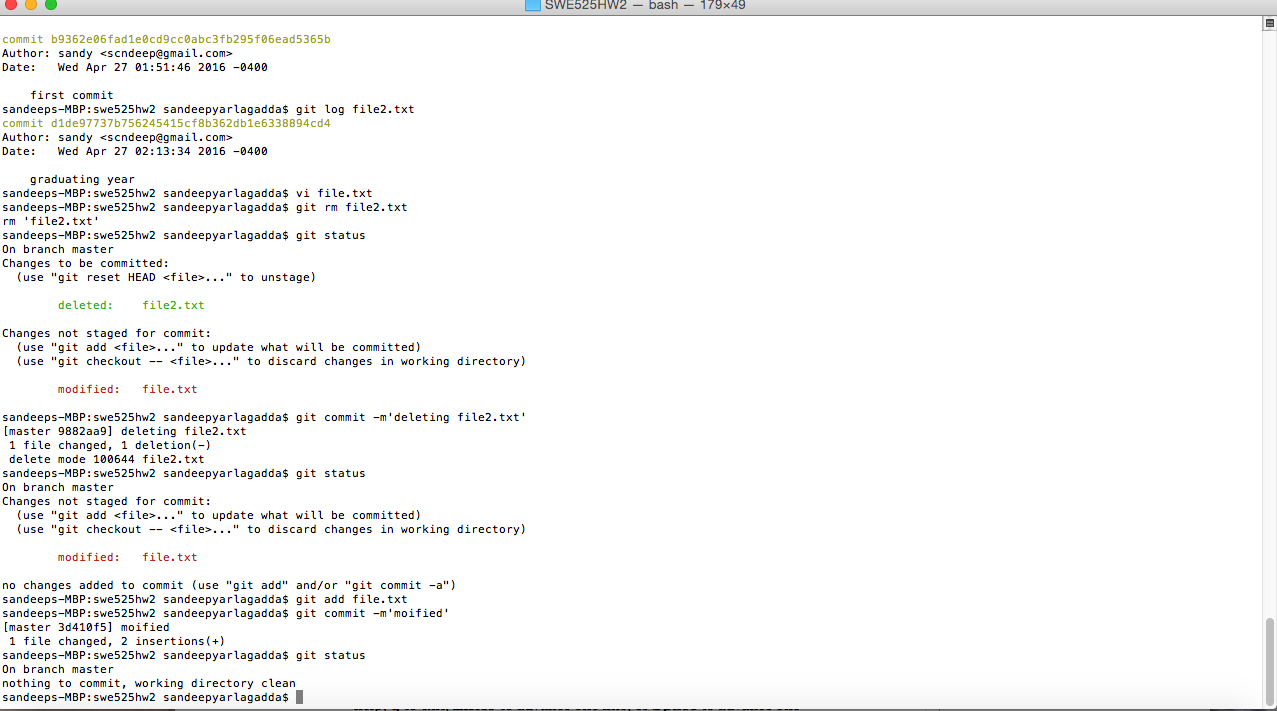 SWE525HW2 — bash — 179×49
commit b9362e06fad1e0cd9cc0abc3fb295f06ead5365b
Author: sandy <scndeep@gmail.com>
Date:   Wed Apr 27 01:51:46 2016 -0400
    first commit
sandeeps-MBP:swe525hw2 sandeepyarlagadda$ git log file2.txt
commit d1de97737b756245415cf8b362db1e6338894cd4
Author: sandy <scndeep@gmail.com>
Date:   Wed Apr 27 02:13:34 2016 -0400
    graduating year
sandeeps-MBP:swe525hw2 sandeepyarlagadda$ vi file.txt
sandeeps-MBP:swe525hw2 sandeepyarlagadda$ git rm file2.txt
rm 'file2.txt'
sandeeps-MBP:swe525hw2 sandeepyarlagadda$ git status
On branch master
Changes to be committed:
  (use "git reset HEAD <file>..." to unstage)
        deleted:    file2.txt
Changes not staged for commit:
  (use "git add <file>..." to update what will be committed)
  (use "git checkout -- <file>..." to discard changes in working directory)
        modified:   file.txt
sandeeps-MBP:swe525hw2 sandeepyarlagadda$ git commit -m'deleting file2.txt'
[master 9882aa9] deleting file2.txt
 1 file changed, 1 deletion(-)
 delete mode 100644 file2.txt
sandeeps-MBP:swe525hw2 sandeepyarlagadda$ git status
On branch master
Changes not staged for commit:
  (use "git add <file>..." to update what will be committed)
  (use "git checkout -- <file>..." to discard changes in working directory)
        modified:   file.txt
no changes added to commit (use "git add" and/or "git commit -a")
sandeeps-MBP:swe525hw2 sandeepyarlagadda$ git add file.txt
sandeeps-MBP:swe525hw2 sandeepyarlagadda$ git commit -m'moified'
[master 3d410f5] moified
 1 file changed, 2 insertions(+)
sandeeps-MBP:swe525hw2 sandeepyarlagadda$ git status
On branch master
nothing to commit, working directory clean
sandeeps-MBP:swe525hw2 sandeepyarlagadda$